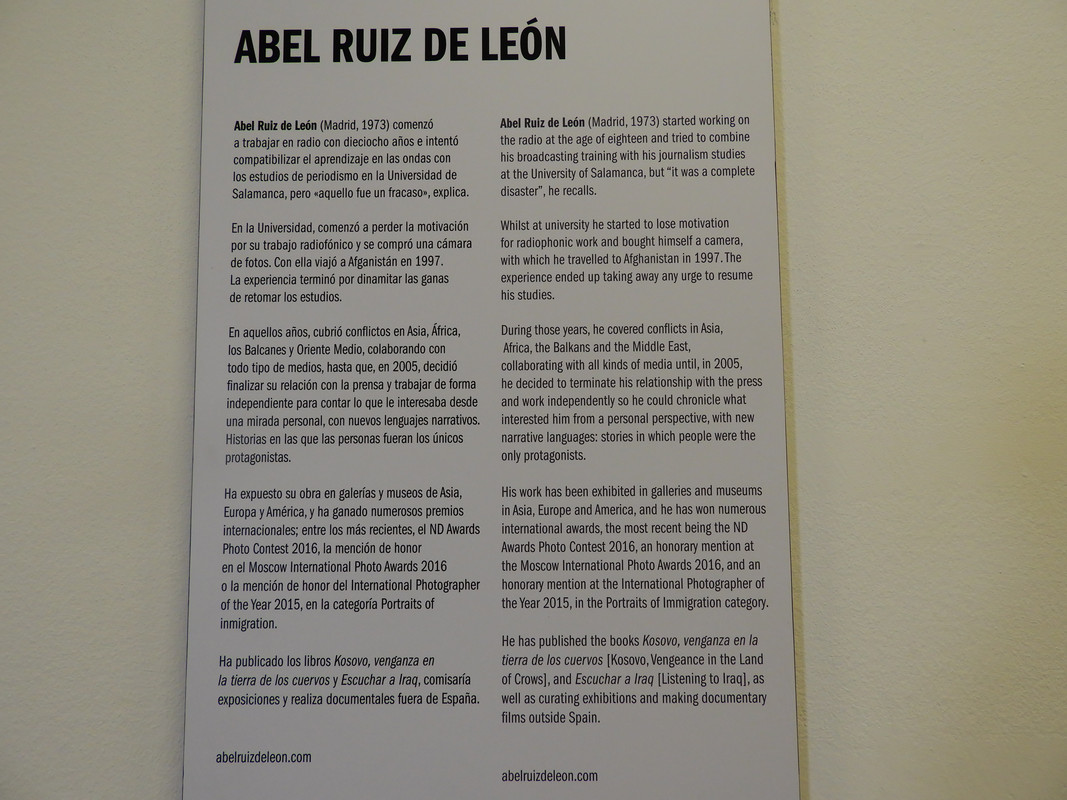 ABEL RUIZ DE LEÓN
Abel Ruiz de León (Madrid, 1973) comenzó
a trabajar en radio con dieciocho años e intentó
compatibilizar el aprendizaje en las ondas con
los estudios de periodismo en la Universidad de
Salamanca, pero «aquello fue un fracaso», explica.
En la Universidad, comenzó a perder la motivación
por su trabajo radiofónico y se compró una cámara
de fotos. Con ella viajó a Afganistán en 1997.
La experiencia terminó por dinamitar las ganas
de retomar los estudios.
En aquellos años, cubrió conflictos en Asia, África,
los Balcanes y Oriente Medio, colaborando con
todo tipo de medios, hasta que, en 2005, decidió
finalizar su relación con la prensa y trabajar de forma
independiente para contar lo que le interesaba desde
una mirada personal, con nuevos lenguajes narrativos.
Historias en las que las personas fueran los únicos
protagonistas.
Ha expuesto su obra en galerías y museos de Asia,
Europa y América, y ha ganado numerosos premios
internacionales; entre los más recientes, el ND Awards
Photo Contest 2016, la mención de honor
en el Moscow International Photo Awards 2016
o la mención de honor del International Photographer
of the Year 2015, en la categoría Portraits of
inmigration.
Ha publicado los libros Kosovo, venganza en
la tierra de los cuervos y Escuchar a Iraq, comisaría
exposiciones y realiza documentales fuera de España.
abelruizdeleon.com
Abel Ruiz de León (Madrid, 1973) started working on
the radio at the age of eighteen and tried to combine
his broadcasting training with his journalism studies
at the University of Salamanca, but “it was a complete
disaster”, he recalls.
Whilst at university he started to lose motivation
for radiophonic work and bought himself a camera,
with which he travelled to Afghanistan in 1997. The
experience ended up taking away any urge to resume
his studies.
During those years, he covered conflicts in Asia,
Africa, the Balkans and the Middle East,
collaborating with all kinds of media until, in 2005,
he decided to terminate his relationship with the press
and work independently so he could chronicle what
interested him from a personal perspective, with new
narrative languages: stories in which people were the
only protagonists.
His work has been exhibited in galleries and museums
in Asia, Europe and America, and he has won numerous
international awards, the most recent being the ND
Awards Photo Contest 2016, an honorary mention at
the Moscow International Photo Awards 2016, and an
honorary mention at the International Photographer of
the Year 2015, in the Portraits of Immigration category.
He has published the books Kosovo, venganza en la
tierra de los cuervos [Kosovo, Vengeance in the Land
of Crows], and Escuchar a Iraq [Listening to Iraq], as
well as curating exhibitions and making documentary
films outside Spain.
abelruizdeleon.com